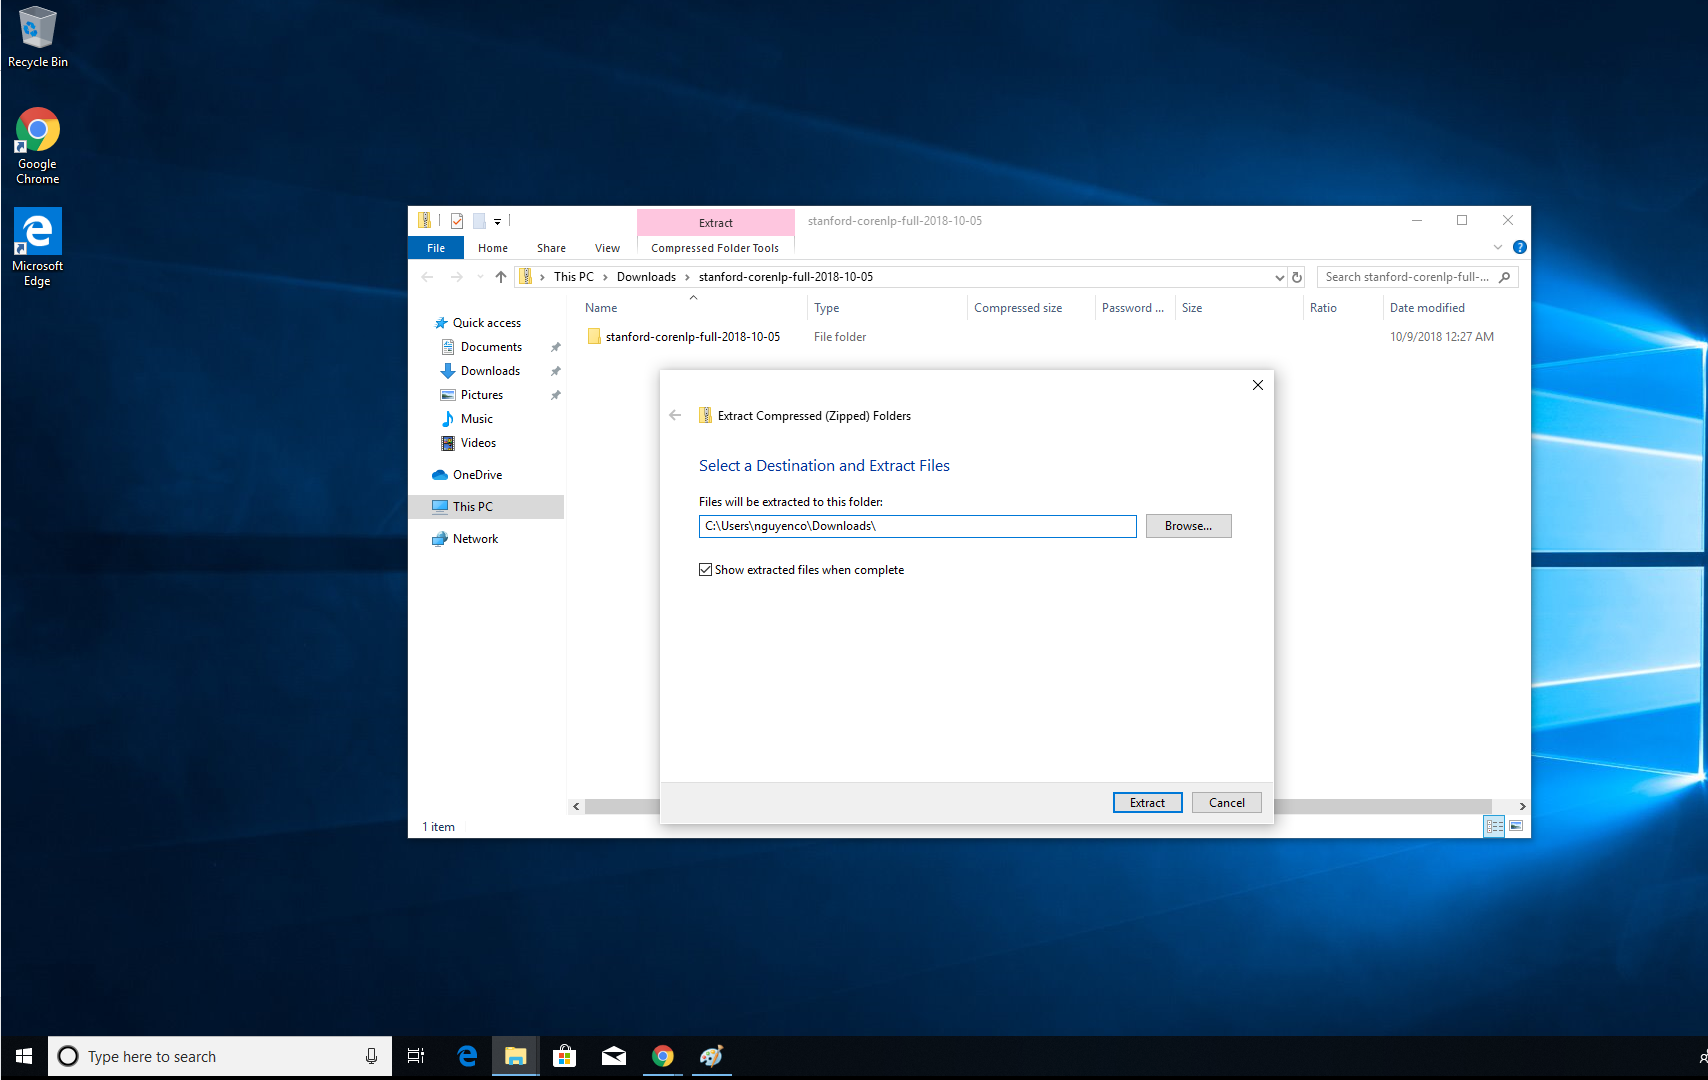 Recycle Bin
Google
Chrome
Microsoft
Edge
Extract
stanford-corenlp-full-2018-10-05
File
Home
Share
View
Compressed Folder Tools
This PC
Downloads
stanford-corenlp-full-2018-10-05
Search stanford-corenlp-full-...
Name
Type
Compressed size
Password ...
Size
Ratio
Date modified
stanford-corenlp-full-2018-10-05
File folder
10/9/2018 12:27 AM
Quick access
Documents
Downloads
Pictures
Music
Videos
OneDrive
This PC
Network
Extract Compressed (Zipped) Folders
Select a Destination and Extract Files
Files will be extracted to this folder:
C:\Users\nguyenco\Downloads\
Browse...
Show extracted files when complete
Extract
Cancel
1 item
Type here to search